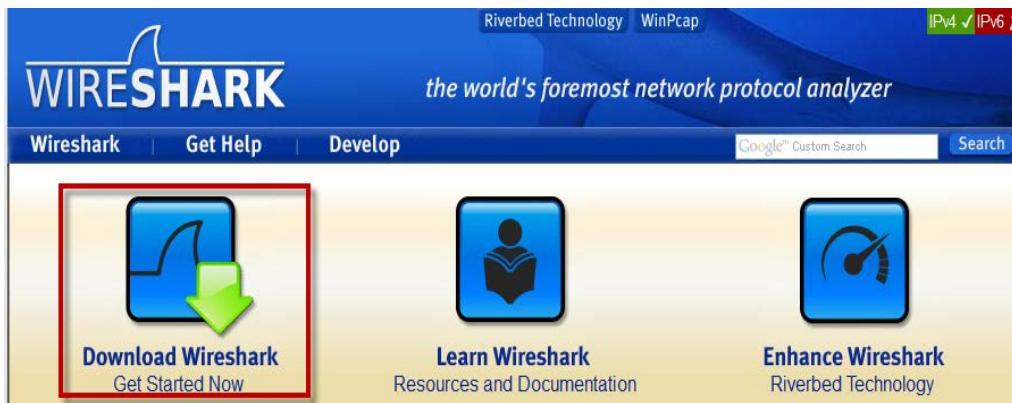 Riverbed Technology WinPcap
IPv4 ✓ IPv6
WIRESHARK
the world's foremost network protocol analyzer
Wireshark Get Help Develop
Google™ Custom Search Search
Download Wireshark
Get Started Now
Learn Wireshark
Resources and Documentation
Enhance Wireshark
Riverbed Technology